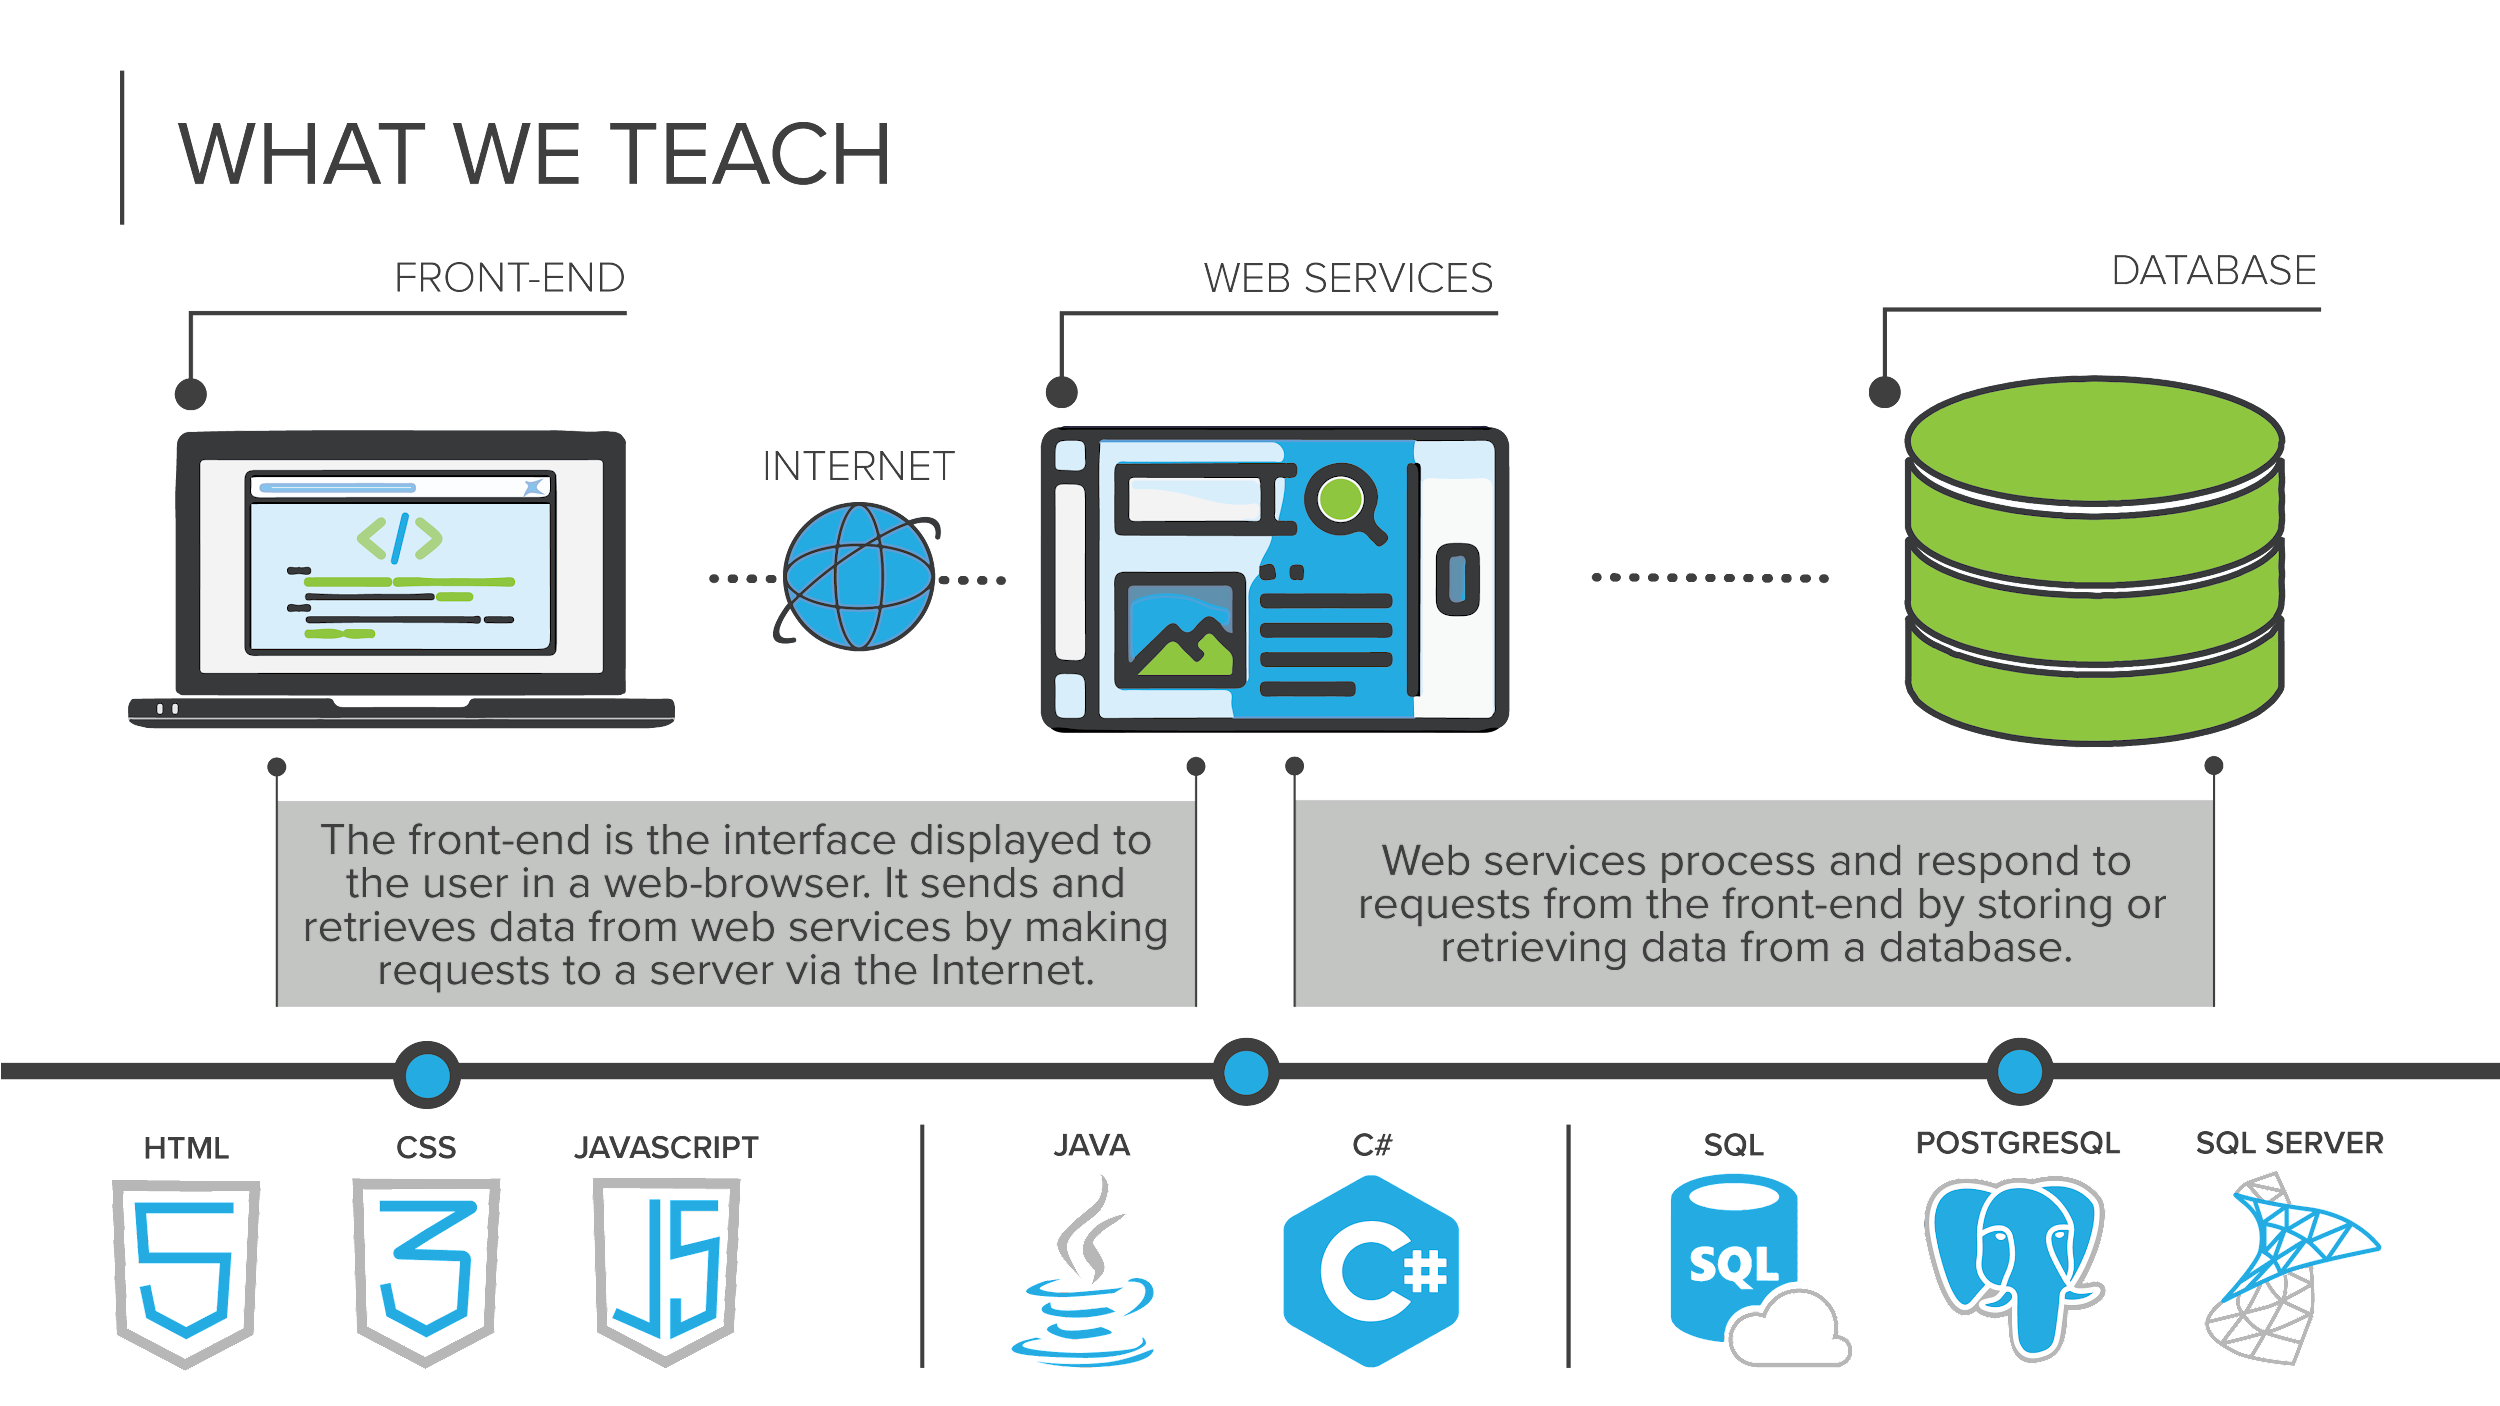 WHAT WE TEACH
FRONT-END
WEB SERVICES
DATABASE
INTERNET
</>
The front-end is the interface displayed to
the user in a web-browser. It sends and
retrieves data from web services by making
requests to a server via the Internet.
Web services process and respond to
requests from the front-end by storing or
retrieving data from a database.
HTML
CSS
JAVASCRIPT
JAVA
C#
SQL
POSTGRESQL
SQL SERVER
5
3
JS
C#
SQL